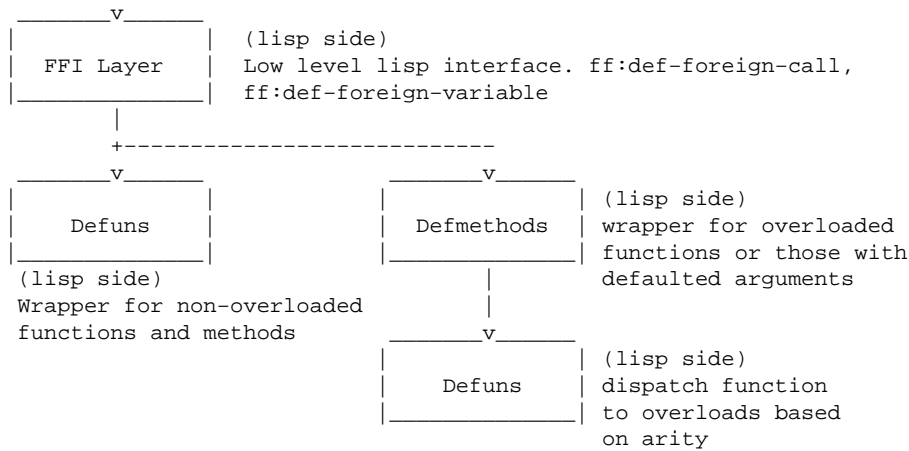 (lisp side)
FFI Layer Low level lisp interface. ff:def-foreign-call,
ff:def-foreign-variable
Defuns
(lisp side)
Wrapper for non-overloaded
functions and methods
Defmethods
(lisp side)
wrapper for overloaded
functions or those with
defaulted arguments
Defuns
(lisp side)
dispatch function
to overloads based
on arity